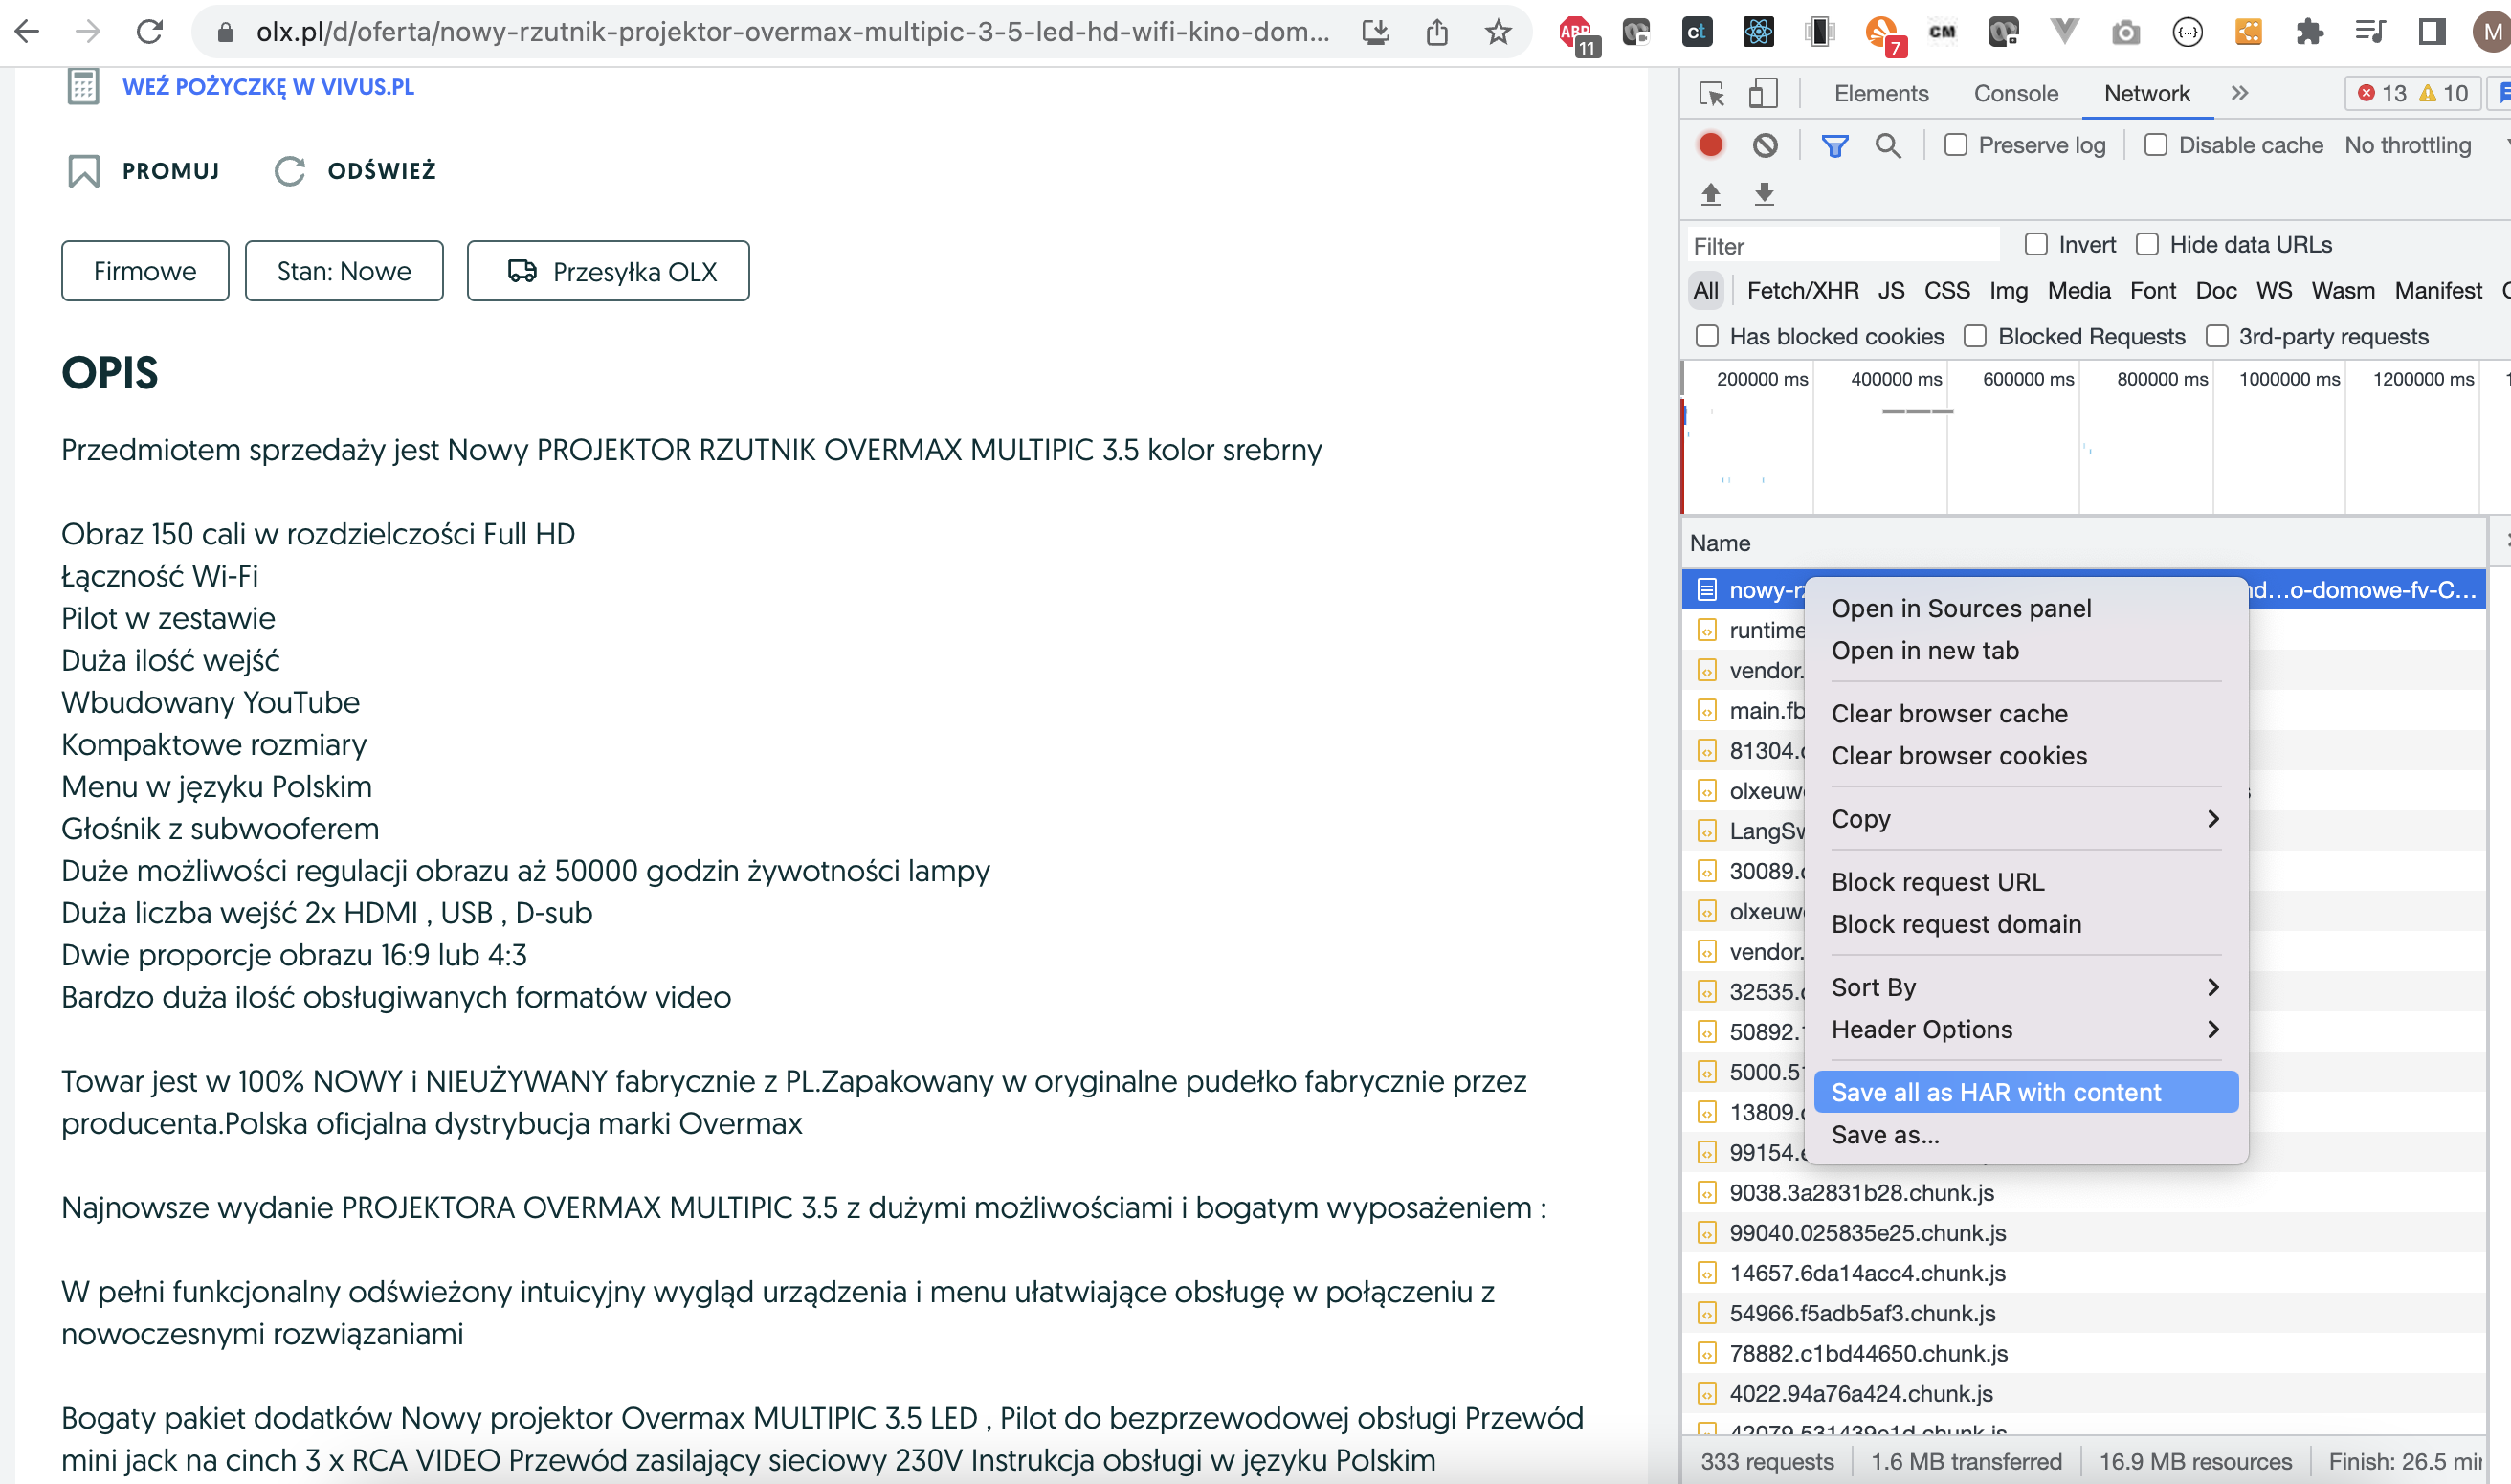 olx.pl/d/oferta/nowy-rzutnik-projektor-overmax-multipic-3-5-led-hd-wifi-kino-dom...
ABP
11
ct
7
CM
M
WEŹ POŻYCZKĘ W VIVUS.PL
PROMUJ
ODŚWIEŻ
Firmowe
Stan: Nowe
Przesyłka OLX
OPIS
Przedmiotem sprzedaży jest Nowy PROJEKTOR RZUTNIK OVERMAX MULTIPIC 3.5 kolor srebrny
Obraz 150 cali w rozdzielczości Full HD
Łączność Wi-Fi
Pilot w zestawie
Duża ilość wejść
Wbudowany YouTube
Kompaktowe rozmiary
Menu w języku Polskim
Głośnik z subwooferem
Duże możliwości regulacji obrazu aż 50000 godzin żywotności lampy
Duża liczba wejść 2x HDMI , USB , D-sub
Dwie proporcje obrazu 16:9 lub 4:3
Bardzo duża ilość obsługiwanych formatów video
Towar jest w 100% NOWY i NIEUŻYWANY fabrycznie z PL.Zapakowany w oryginalne pudełko fabrycznie przez
producenta.Polska oficjalna dystrybucja marki Overmax
Najnowsze wydanie PROJEKTORA OVERMAX MULTIPIC 3.5 z dużymi możliwościami i bogatym wyposażeniem :
W pełni funkcjonalny odświeżony intuicyjny wygląd urządzenia i menu ułatwiające obsługę w połączeniu z
nowoczesnymi rozwiązaniami
Bogaty pakiet dodatków Nowy projektor Overmax MULTIPIC 3.5 LED , Pilot do bezprzewodowej obsługi Przewód
mini jack na cinch 3 x RCA VIDEO Przewód zasilający sieciowy 230V Instrukcja obsługi w języku Polskim
Elements
Console
Network
13
10
Preserve log
Disable cache
No throttling
Filter
Invert
Hide data URLs
All Fetch/XHR JS CSS Img Media Font Doc WS Wasm Manifest
Has blocked cookies
Blocked Requests
3rd-party requests
200000 ms
400000 ms
600000 ms
800000 ms
1000000 ms
1200000 ms
Name
nowy-rz
nd...o-domowe-fv-C...
runtime
vendor.
main.fb
81304.
olxeuw
LangSw
30089.
olxeuw
vendor.
32535.
50892.
5000.5
13809.
99154.
9038.3a2831b28.chunk.js
99040.025835e25.chunk.js
14657.6da14acc4.chunk.js
54966.f5adb5af3.chunk.js
78882.c1bd44650.chunk.js
4022.94a76a424.chunk.js
Open in Sources panel
Open in new tab
Clear browser cache
Clear browser cookies
Copy
Block request URL
Block request domain
Sort By
Header Options
Save all as HAR with content
Save as...
333 requests
1.6 MB transferred
16.9 MB resources
Finish: 26.5 min